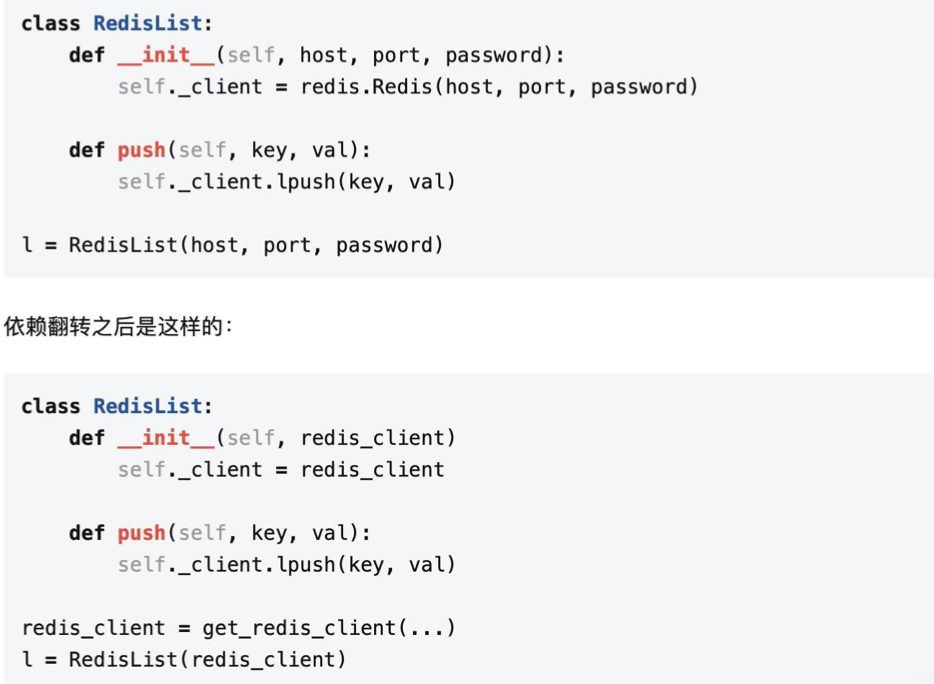 class RedisList:
    def __init__(self, host, port, password):
        self._client = redis.Redis(host, port, password)
    def push(self, key, val):
        self._client.lpush(key, val)
l = RedisList(host, port, password)
依赖翻转之后是这样的：
class RedisList:
    def __init__(self, redis_client)
        self._client = redis_client
    def push(self, key, val):
        self._client.lpush(key, val)
redis_client = get_redis_client(...)
l = RedisList(redis_client)